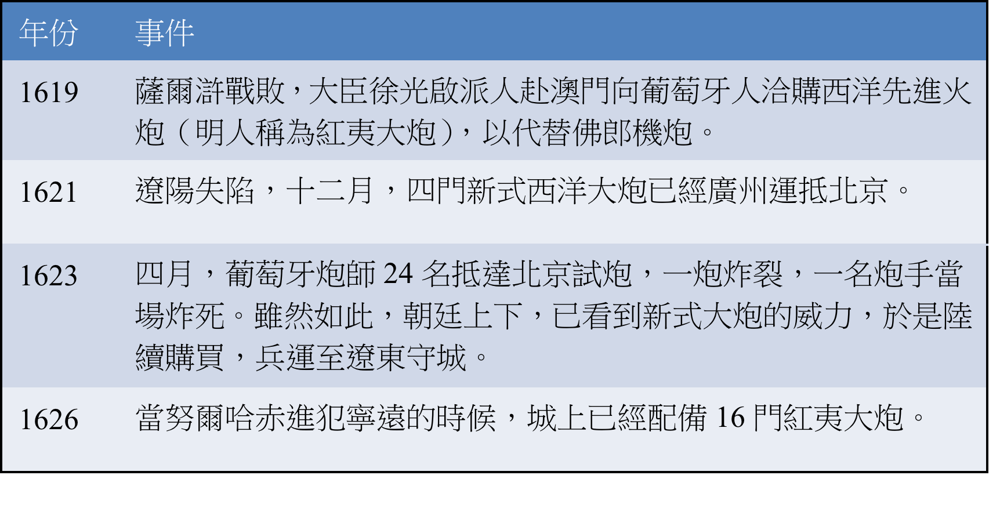 年份 事件
1619 薩爾滸戰敗，大臣徐光啟派人赴澳門向葡萄牙人洽購西洋先進火
炮（明人稱為紅夷大炮），以代替佛郎機炮。
1621 遼陽失陷，十二月，四門新式西洋大炮已經廣州運抵北京。
1623 四月，葡萄牙炮師 24 名抵達北京試炮，一炮炸裂，一名炮手當
場炸死。雖然如此，朝廷上下，已看到新式大炮的威力，於是陸
續購買，兵運至遼東守城。
1626 當努爾哈赤進犯寧遠的時候，城上已經配備 16 門紅夷大炮。